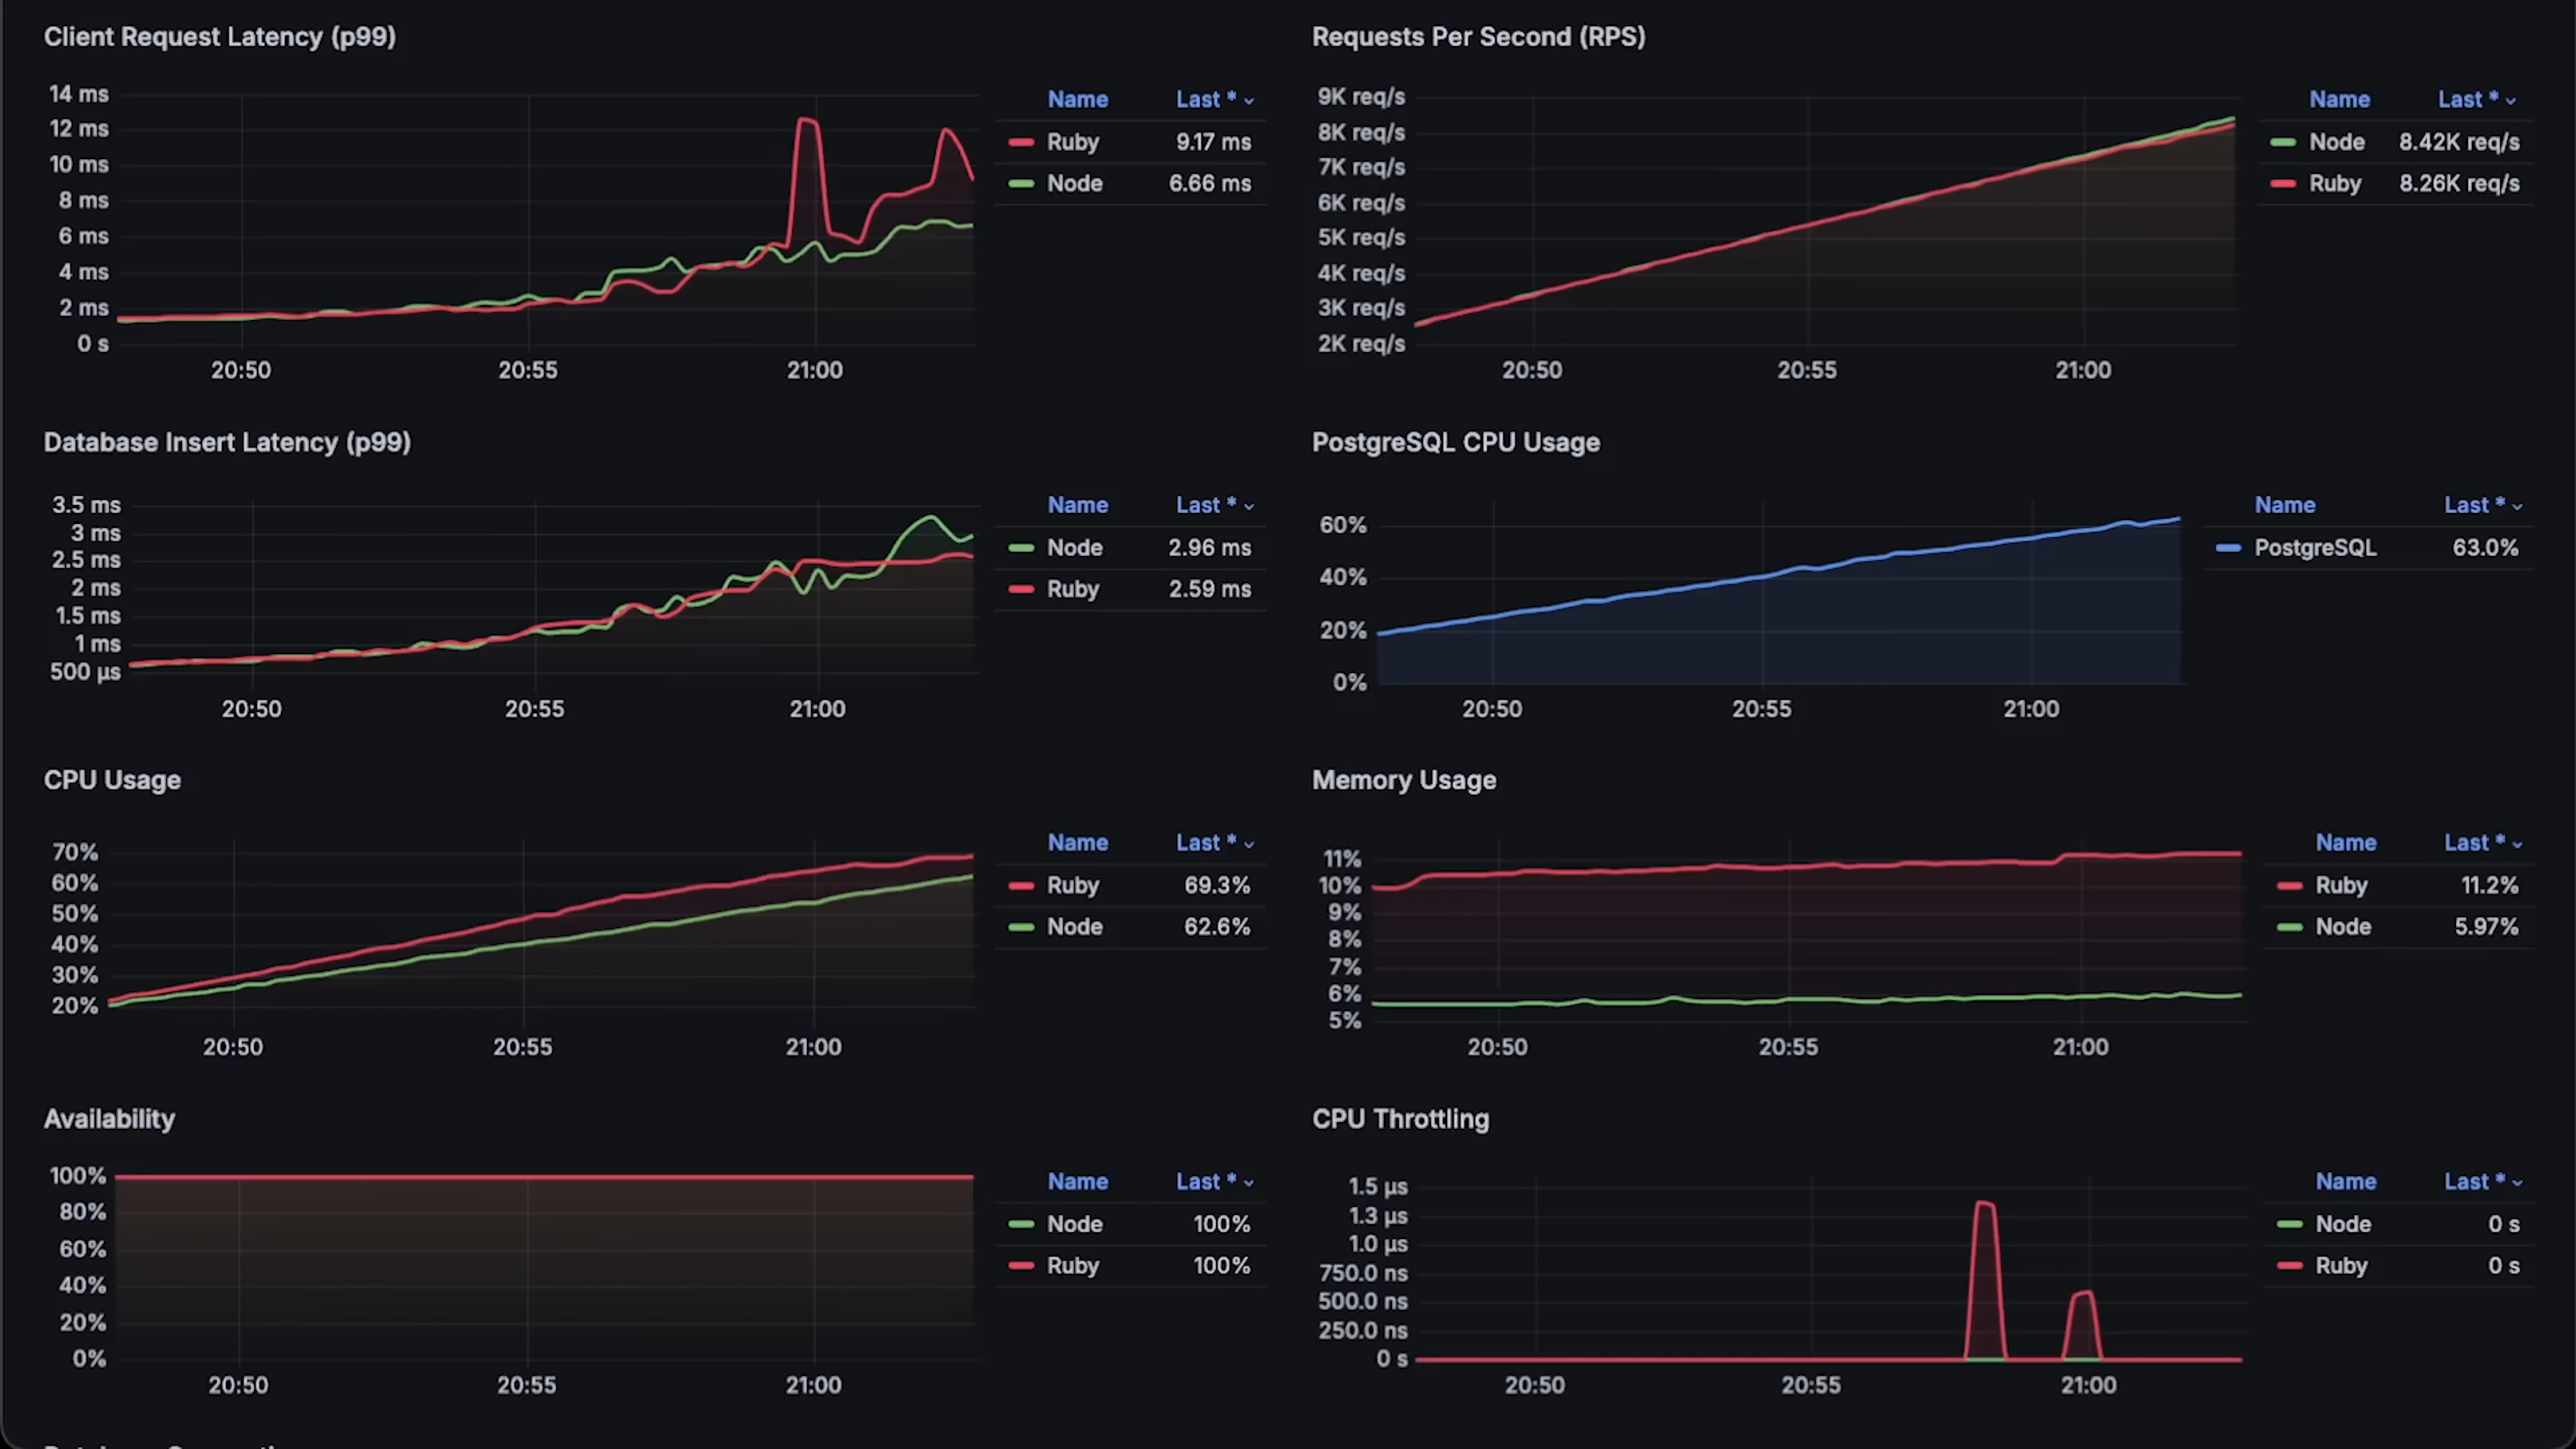 Client Request Latency (p99)
14 ms
12 ms
10 ms
8 ms
6 ms
4 ms
2 ms
0 s
20:50 20:55 21:00
Name Last *
Ruby 9.17 ms
Node 6.66 ms
Requests Per Second (RPS)
9K req/s
8K req/s
7K req/s
6K req/s
5K req/s
4K req/s
3K req/s
2K req/s
20:50 20:55 21:00
Name Last *
Node 8.42K req/s
Ruby 8.26K req/s
Database Insert Latency (p99)
3.5 ms
3 ms
2.5 ms
2 ms
1.5 ms
1 ms
500 µs
20:50 20:55 21:00
Name Last *
Node 2.96 ms
Ruby 2.59 ms
PostgreSQL CPU Usage
60%
40%
20%
0%
20:50 20:55 21:00
Name Last *
PostgreSQL 63.0%
CPU Usage
70%
60%
50%
40%
30%
20%
20:50 20:55 21:00
Name Last *
Ruby 69.3%
Node 62.6%
Memory Usage
11%
10%
9%
8%
7%
6%
5%
20:50 20:55 21:00
Name Last *
Ruby 11.2%
Node 5.97%
Availability
100%
80%
60%
40%
20%
0%
20:50 20:55 21:00
Name Last *
Node 100%
Ruby 100%
CPU Throttling
1.5 µs
1.3 µs
1.0 µs
750.0 ns
500.0 ns
250.0 ns
0 s
20:50 20:55 21:00
Name Last *
Node 0 s
Ruby 0 s